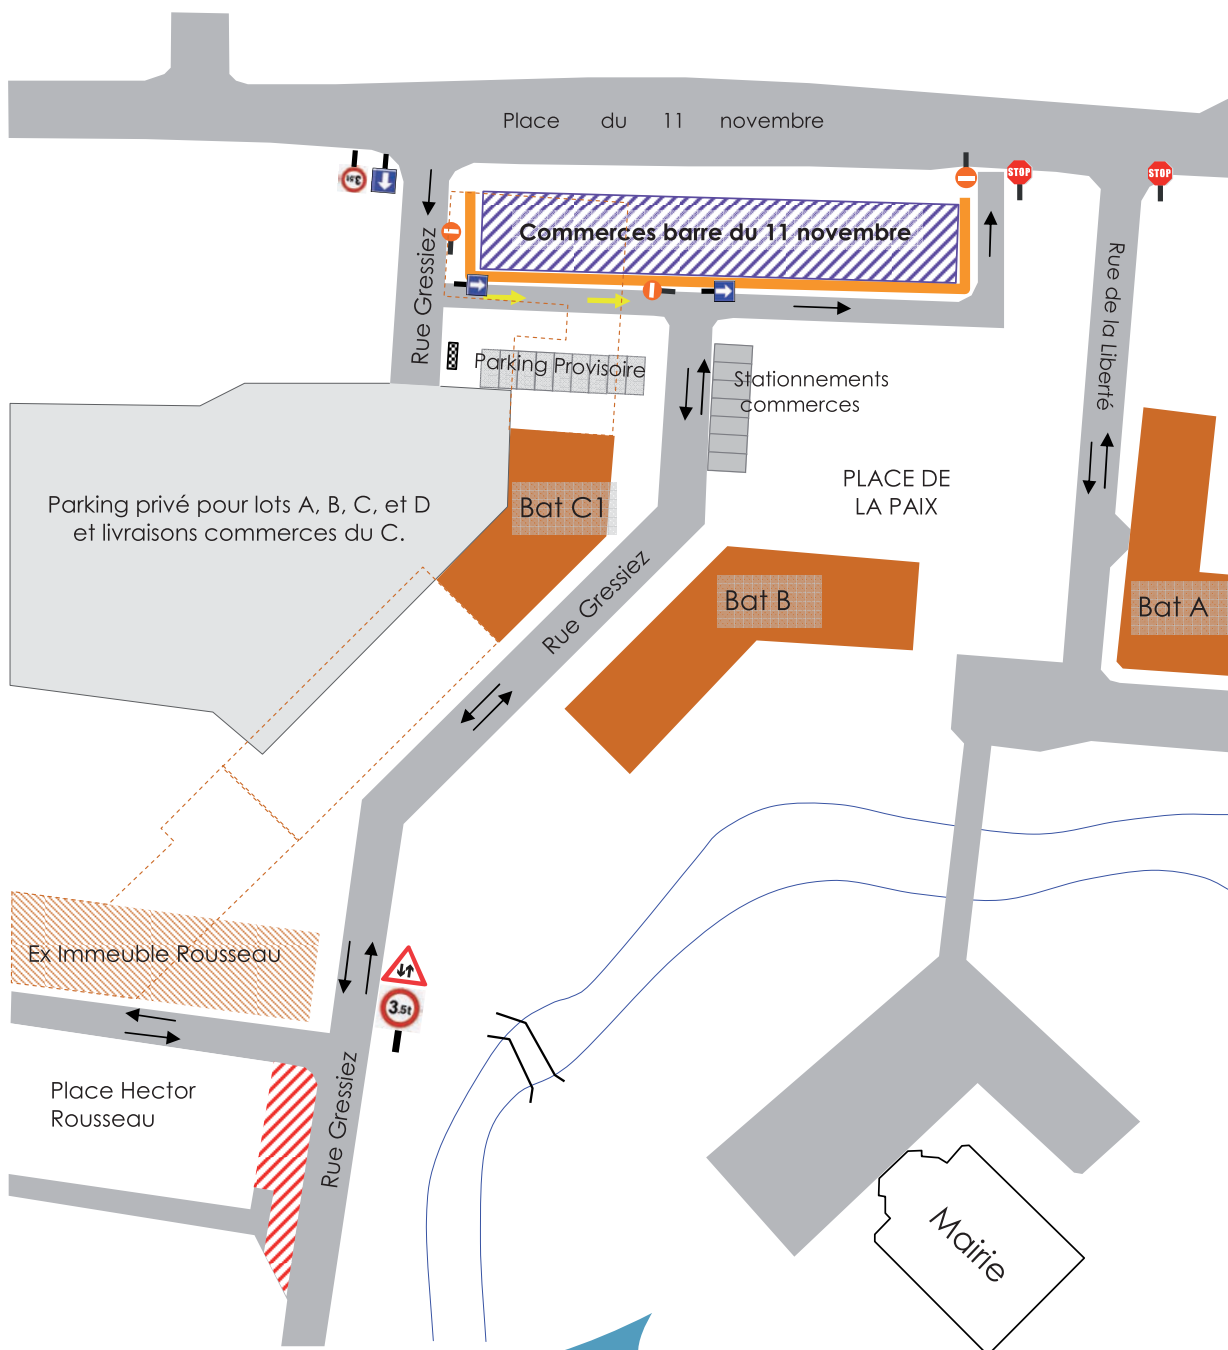 Place du 11 novembre
3.5t
STOP
STOP
Commerces barre du 11 novembre
Rue Gressiez
Rue de la Liberté
Parking Provisoire
Stationnements
commerces
PLACE DE
LA PAIX
Parking privé pour lots A, B, C, et D
et livraisons commerces du C.
Bat C1
Bat B
Bat A
Rue Gressiez
Ex Immeuble Rousseau
3.5t
Place Hector
Rousseau
Rue Gressiez
Mairie